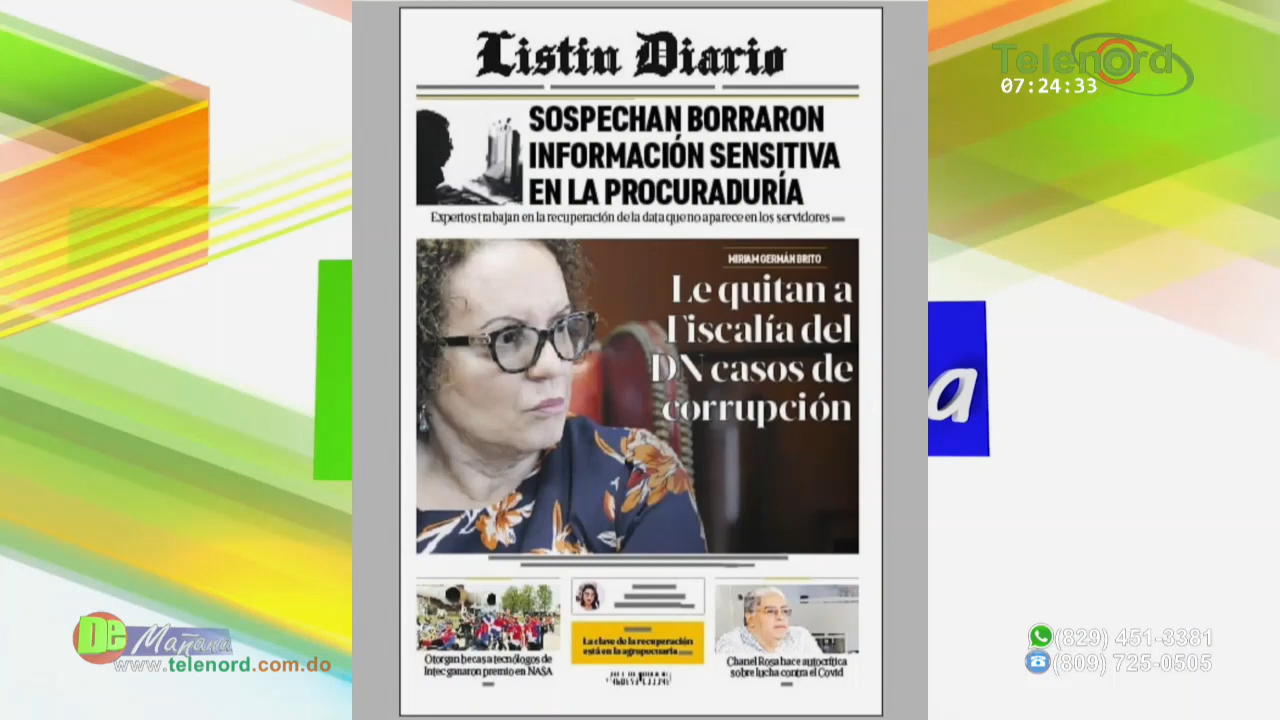 Listin Diario
Telenord
07:24:33
SOSPECHAN BORRARON
INFORMACIÓN SENSITIVA
EN LA PROCURADURÍA
Expertos trabajan en la recuperación de la data que no aparece en los servidores
MIRIAM GERMÁN BRITO
Le quitan a
Fiscalía del
DN casos de
corrupción
a
La clave de la recuperación
está en la agropecuaria
Otorgan becas a tecnólogos de
Intec ganaron premio en NASA
Chanel Rosa hace autocrítica
sobre lucha contra el Covid
De Mañana
www.telenord.com.do
(829) 451-3381
(809) 725-0505